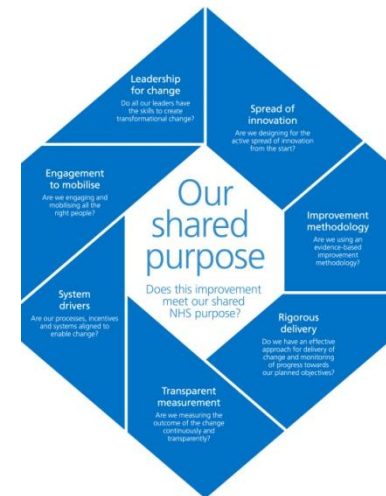 Leadership
for change
Do all our leaders have
the skills to create
transformational change?
Spread of
innovation
Are we designing for the
active spread of innovation
from the start?
Engagement
to mobilise
Are we engaging and
mobilising all the
right people?
Our
shared
purpose
Does this improvement
meet our shared
NHS purpose?
Improvement
methodology
Are we using an
evidence-based
improvement
methodology?
System
drivers
Are our processes, incentives
and systems aligned to
enable change?
Rigorous
delivery
Do we have an effective
approach for delivery of
change and monitoring
of progress towards
our planned objectives?
Transparent
measurement
Are we measuring the
outcome of the change
continuously and
transparently?